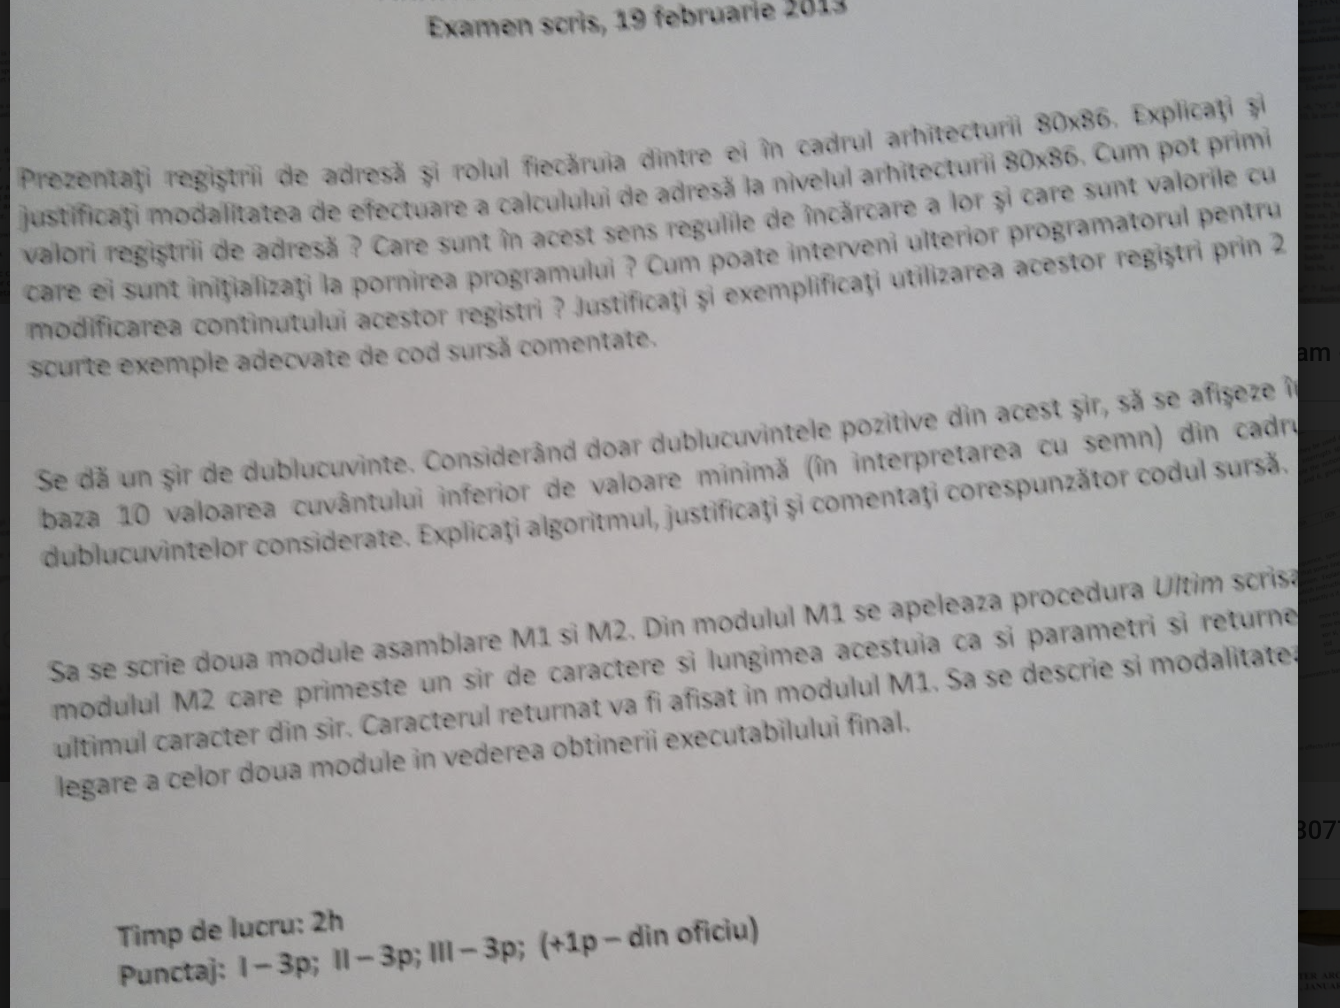 Examen scris, 19 februarie 2013
Prezentaţi regiştrii de adresă şi rolul fiecăruia dintre ei în cadrul arhitecturii 80x86. Explicaţi şi
justificaţi modalitatea de efectuare a calculului de adresă la nivelul arhitecturii 80x86. Cum pot primi
valori regiştrii de adresă ? Care sunt în acest sens regulile de încărcare a lor şi care sunt valorile cu
care ei sunt iniţializaţi la pornirea programului ? Cum poate interveni ulterior programatorul pentru
modificarea continutului acestor registri ? Justificaţi şi exemplificaţi utilizarea acestor regiştri prin 2
scurte exemple adecvate de cod sursă comentate.
Se dă un şir de dublucuvinte. Considerând doar dublucuvintele pozitive din acest şir, să se afişeze în
baza 10 valoarea cuvântului inferior de valoare minimă (în interpretarea cu semn) din cadru
dublucuvintelor considerate. Explicaţi algoritmul, justificaţi şi comentaţi corespunzător codul sursă.
Sa se scrie doua module asamblare M1 si M2. Din modulul M1 se apeleaza procedura Ultim scrisa
modulul M2 care primeste un sir de caractere si lungimea acestuia ca si parametri si returne
ultimul caracter din sir. Caracterul returnat va fi afisat in modulul M1. Sa se descrie si modalitatea
legare a celor doua module in vederea obtinerii executabilului final.
Timp de lucru: 2h
Punctaj: I – 3p; II – 3p; III – 3p; (+1p – din oficiu)
am
307